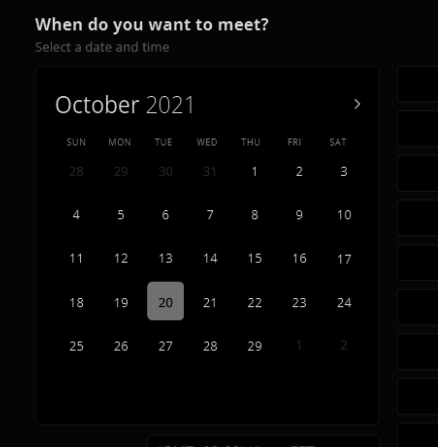 When do you want to meet?
Select a date and time
October 2021
SUN MON TUE WED THU FRI SAT
28 29 30 31 1 2 3
4 5 6 7 8 9 10
11 12 13 14 15 16 17
18 19 20 21 22 23 24
25 26 27 28 29 1 2